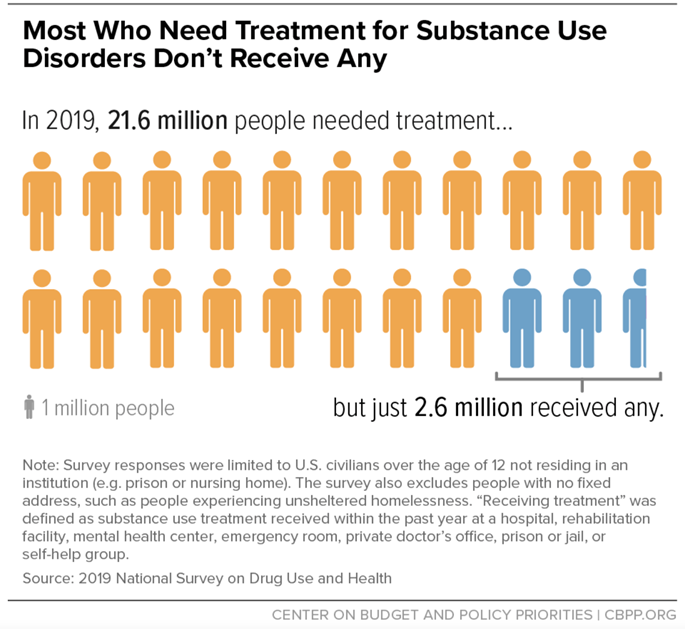 Most Who Need Treatment for Substance Use
Disorders Don’t Receive Any
In 2019, 21.6 million people needed treatment...
1 million people
but just 2.6 million received any.
Note: Survey responses were limited to U.S. civilians over the age of 12 not residing in an
institution (e.g. prison or nursing home). The survey also excludes people with no fixed
address, such as people experiencing unsheltered homelessness. “Receiving treatment” was
defined as substance use treatment received within the past year at a hospital, rehabilitation
facility, mental health center, emergency room, private doctor’s office, prison or jail, or
self-help group.
Source: 2019 National Survey on Drug Use and Health
CENTER ON BUDGET AND POLICY PRIORITIES | CBPP.ORG